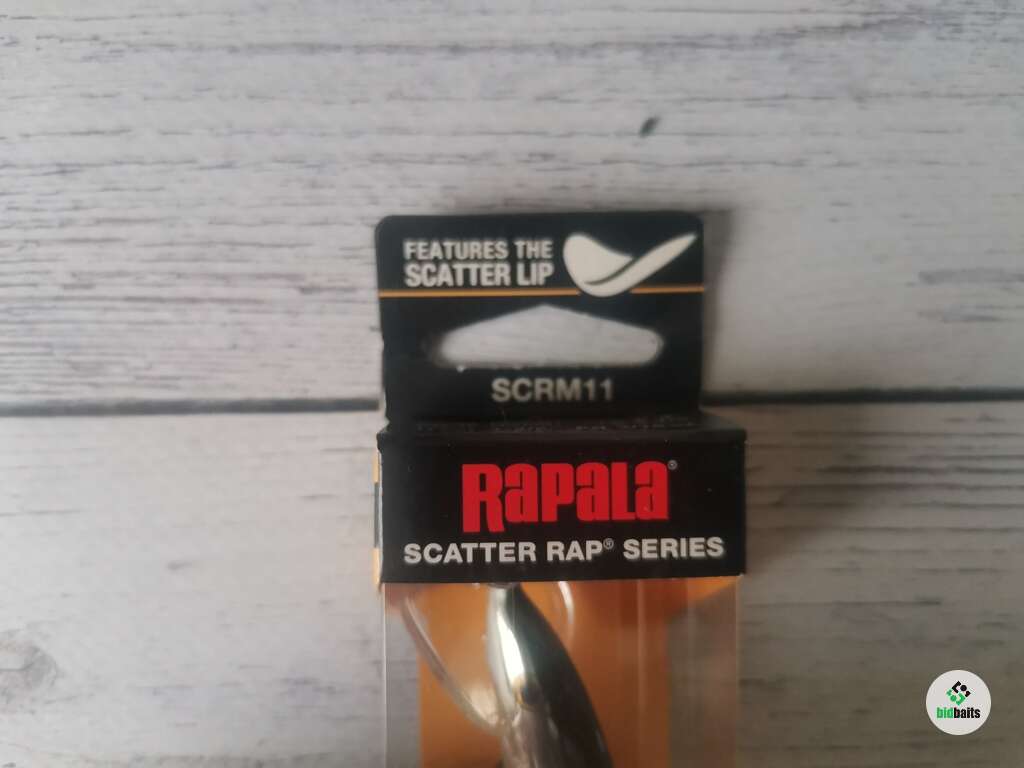 FEATURES THE
SCATTER LIP
SCRM11
RAPALA®
SCATTER RAP® SERIES
bidbaits